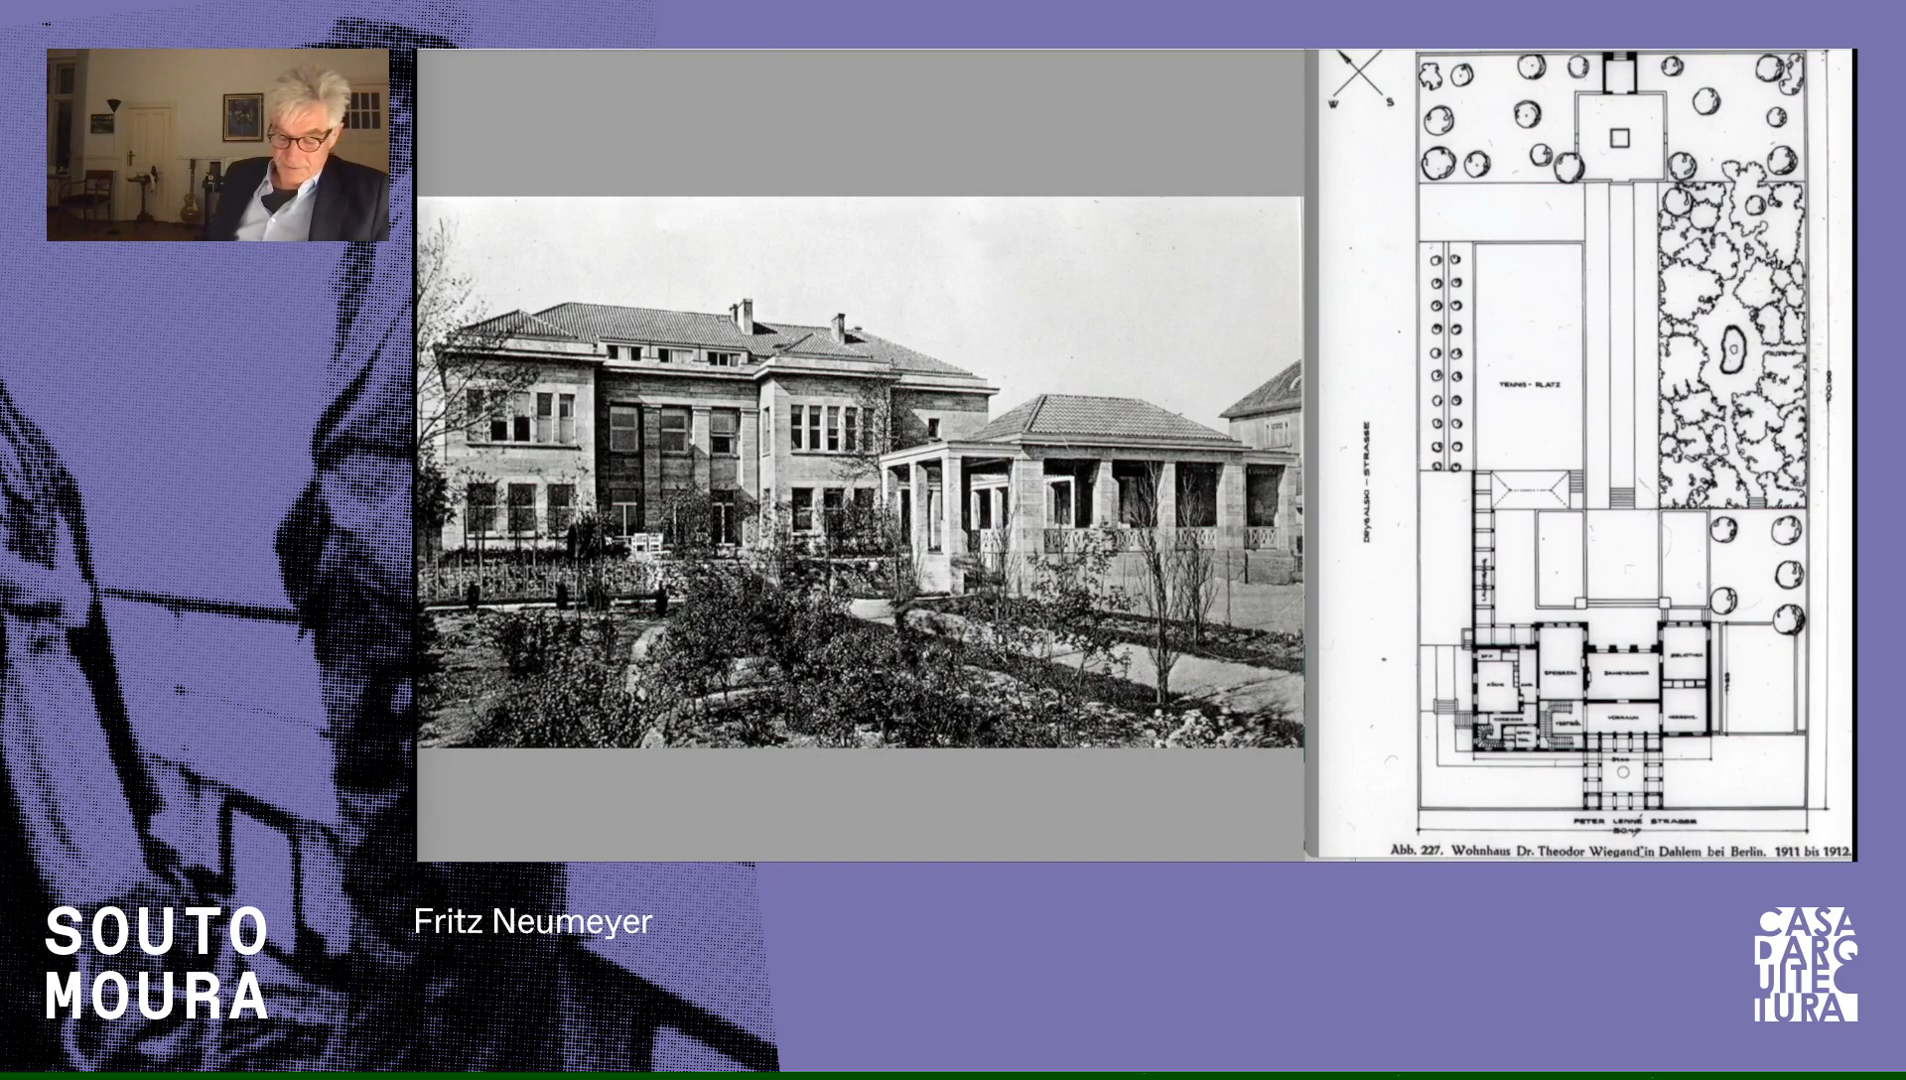 W
S
TENNIS-PLATZ
VORRAUM
PETER LENNÉ STRASSE
Abb. 227. Wohnhaus Dr. Theodor Wiegand in Dahlem bei Berlin. 1911 bis 1912.
SOUTO
MOURA
Fritz Neumeyer
CASA
DARQ
UITEC
TURA